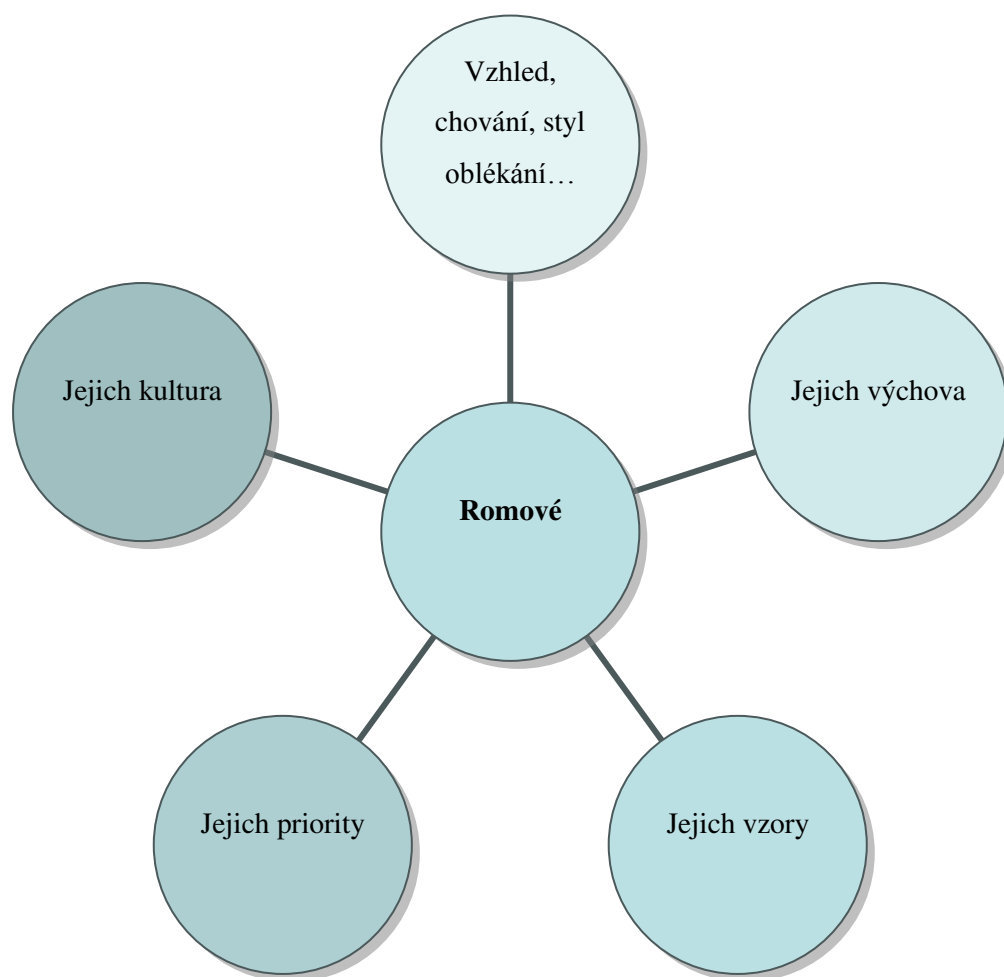 Vzhled,
chování, styl
oblékání…
Jejich kultura
Jejich výchova
Romové
Jejich priority
Jejich vzory